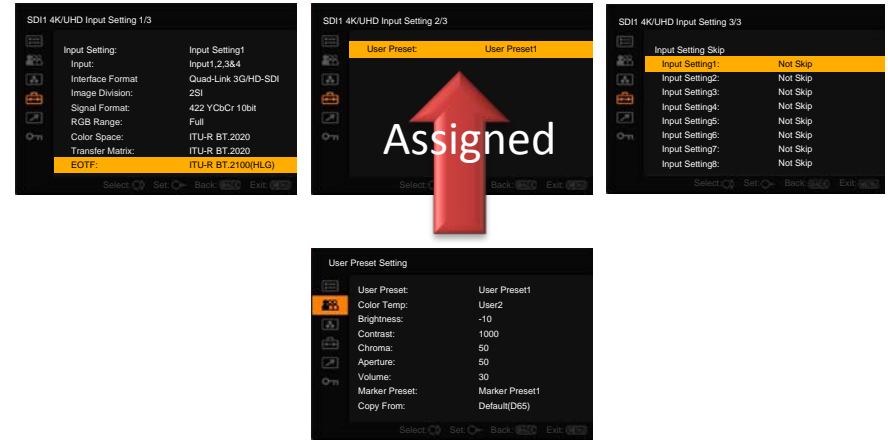 SDI1 4K/UHD Input Setting 1/3
Input Setting: Input Setting1
Input: Input1,2,3&4
Interface Format Quad-Link 3G/HD-SDI
Image Division: 2SI
Signal Format: 422 YCbCr 10bit
RGB Range: Full
Color Space: ITU-R BT.2020
Transfer Matrix: ITU-R BT.2020
EOTF: ITU-R BT.2100(HLG)
Select: Set: Back: Exit:
SDI1 4K/UHD Input Setting 2/3
User Preset: User Preset1
Assigned
Select
SDI1 4K/UHD Input Setting 3/3
Input Setting Skip
Input Setting1: Not Skip
Input Setting2: Not Skip
Input Setting3: Not Skip
Input Setting4: Not Skip
Input Setting5: Not Skip
Input Setting6: Not Skip
Input Setting7: Not Skip
Input Setting8: Not Skip
Select: Set: Back: Exit:
User Preset Setting
User Preset: User Preset1
Color Temp: User2
Brightness: -10
Contrast: 1000
Chroma: 50
Aperture: 50
Volume: 30
Marker Preset: Marker Preset1
Copy From: Default(D65)
Select: Set: Back: Exit: